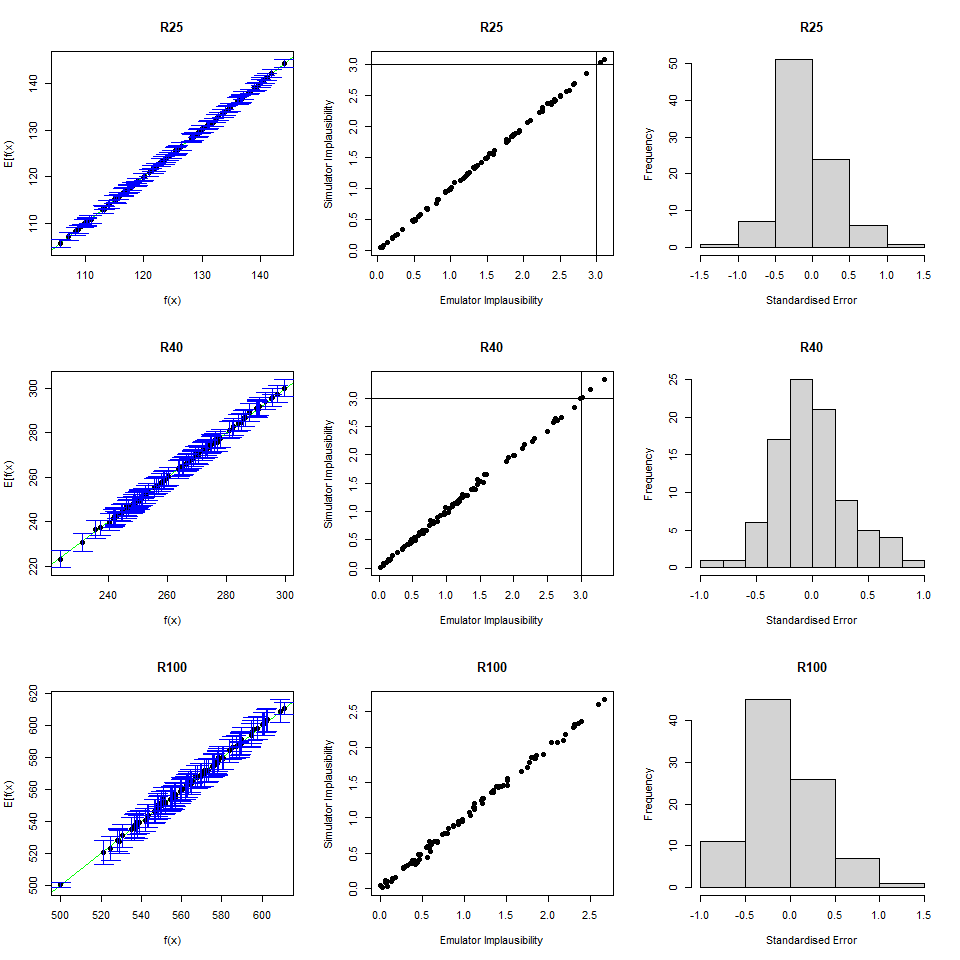 R25
E[f(x)
110 120 130 140
110 120 130 140
f(x)
R25
Simulator Implausibility
0.0 0.5 1.0 1.5 2.0 2.5 3.0
0.0 0.5 1.0 1.5 2.0 2.5 3.0
Emulator Implausibility
R25
Frequency
0 10 20 30 40 50
-1.5 -1.0 -0.5 0.0 0.5 1.0 1.5
Standardised Error
R40
E[f(x)
220 240 260 280 300
240 260 280 300
f(x)
R40
Simulator Implausibility
0.0 0.5 1.0 1.5 2.0 2.5 3.0
0.0 0.5 1.0 1.5 2.0 2.5 3.0
Emulator Implausibility
R40
Frequency
0 5 10 15 20 25
-1.0 -0.5 0.0 0.5 1.0
Standardised Error
R100
E[f(x)
500 520 540 560 580 600 620
500 520 540 560 580 600
f(x)
R100
Simulator Implausibility
0.0 0.5 1.0 1.5 2.0 2.5
0.0 0.5 1.0 1.5 2.0 2.5
Emulator Implausibility
R100
Frequency
0 10 20 30 40
-1.0 -0.5 0.0 0.5 1.0 1.5
Standardised Error